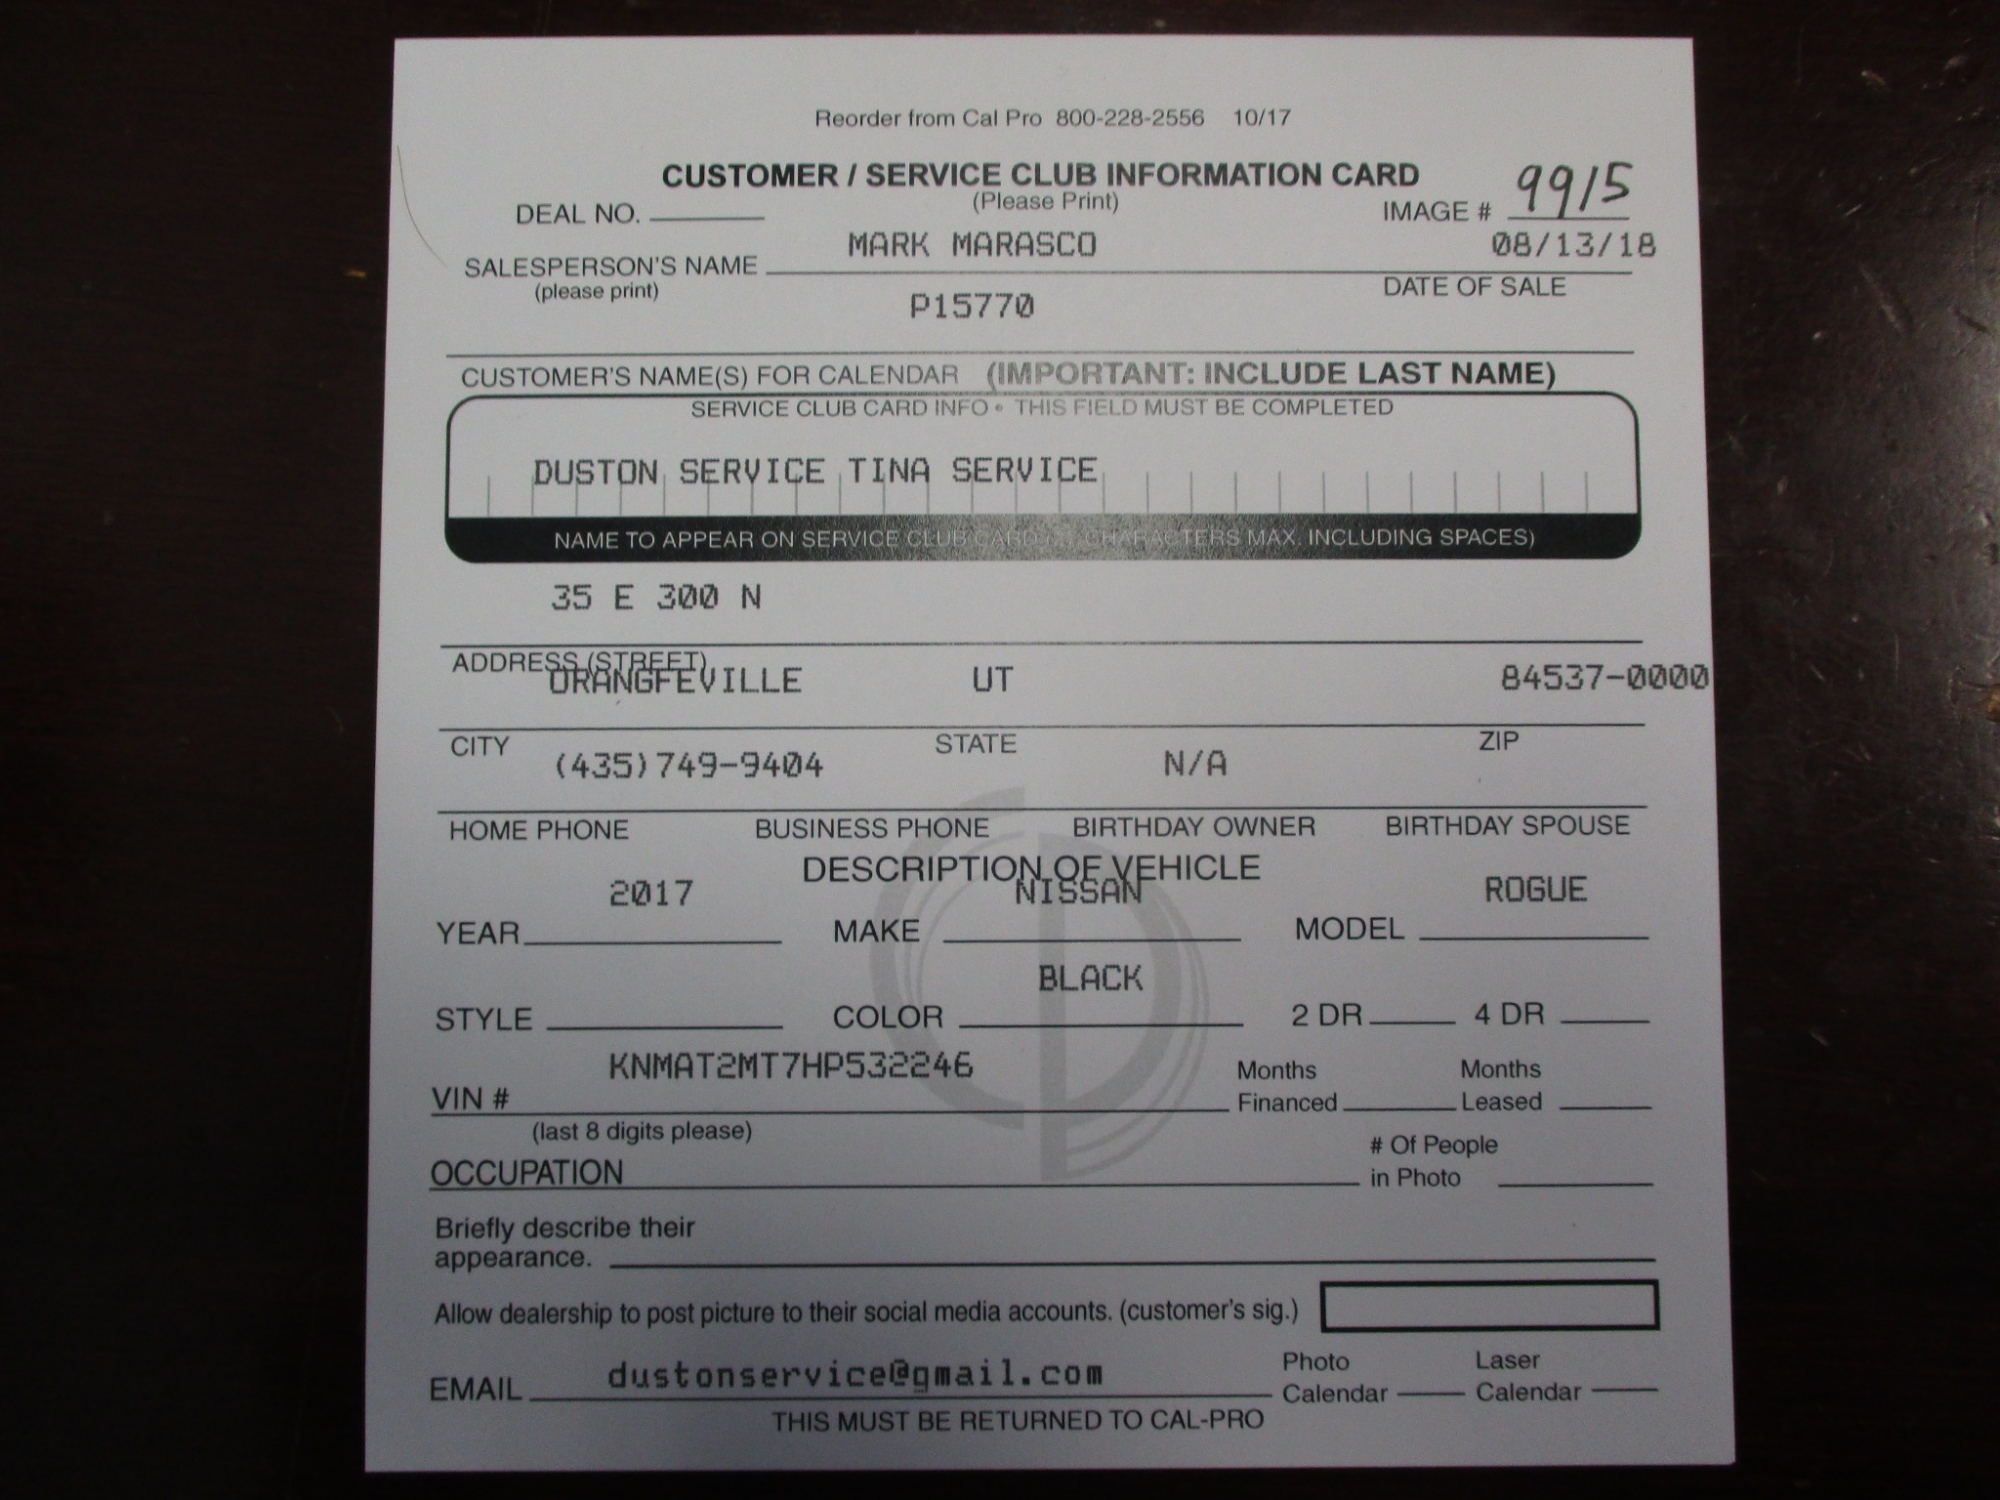 Reorder from Cal Pro 800-228-2556 10/17
CUSTOMER / SERVICE CLUB INFORMATION CARD
(Please Print)
DEAL NO.
IMAGE # 9915
MARK MARASCO
08/13/18
SALESPERSON'S NAME
(please print)
DATE OF SALE
P15770
CUSTOMER'S NAME(S) FOR CALENDAR (IMPORTANT: INCLUDE LAST NAME)
SERVICE CLUB CARD INFO • THIS FIELD MUST BE COMPLETED
DUSTON SERVICE TINA SERVICE
NAME TO APPEAR ON SERVICE CLUB CHARACTERS MAX. INCLUDING SPACES)
35 E 300 N
ADDRESS (STREET)
ORANGFEVILLE UT 84537-0000
CITY STATE ZIP
(435)749-9404 N/A
HOME PHONE BUSINESS PHONE BIRTHDAY OWNER BIRTHDAY SPOUSE
DESCRIPTION OF VEHICLE
2017 NISSAN ROGUE
YEAR MAKE MODEL
BLACK
STYLE COLOR 2 DR 4 DR
KNMAT2MT7HP532246
VIN #
Months Financed
Months Leased
(last 8 digits please)
OCCUPATION
# Of People in Photo
Briefly describe their
appearance.
Allow dealership to post picture to their social media accounts. (customer's sig.)
EMAIL dustonservice@gmail.com
Photo Calendar
Laser Calendar
THIS MUST BE RETURNED TO CAL-PRO